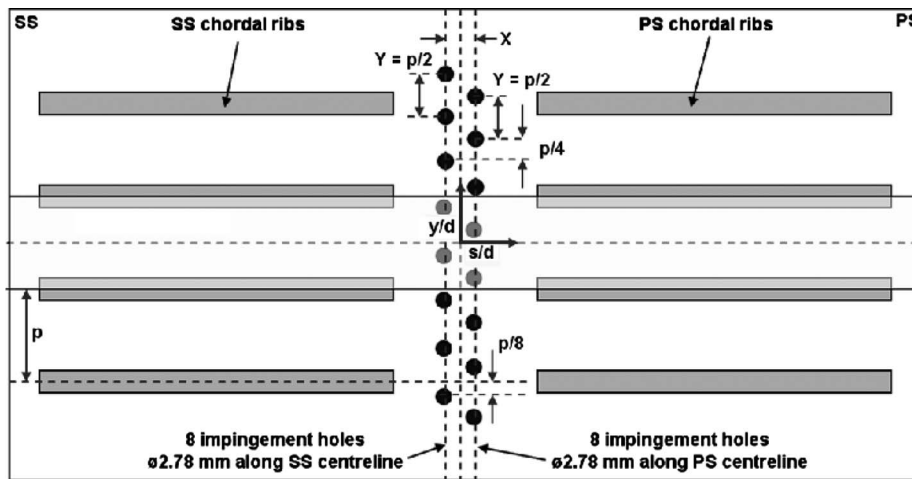 SS
SS chordal ribs
X
PS chordal ribs
PS
Y = p/2
Y = p/2
p/4
y/d
s/d
p
p/8
8 impingement holes
ø2.78 mm along SS centreline
8 impingement holes
ø2.78 mm along PS centreline